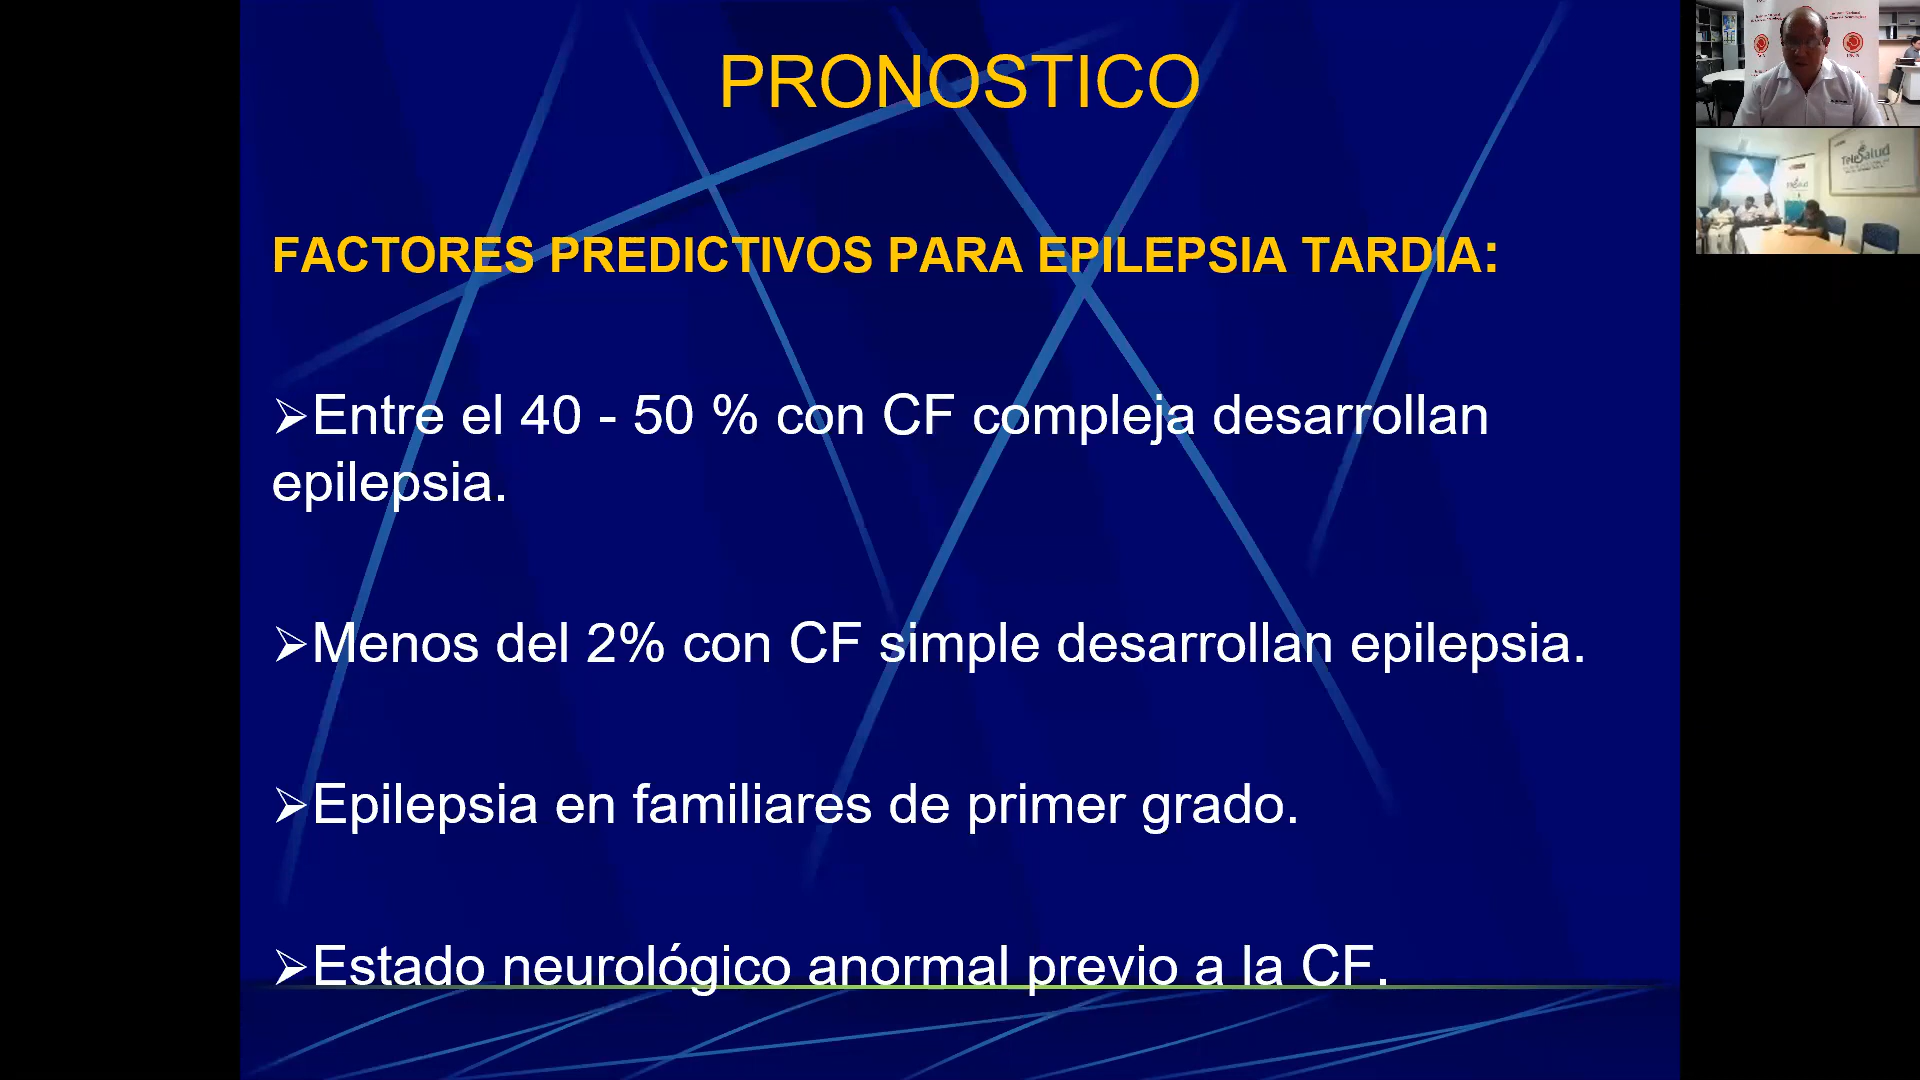 PRONOSTICO
FACTORES PREDICTIVOS PARA EPILEPSIA TARDIA:
➢Entre el 40 - 50 % con CF compleja desarrollan
epilepsia.
➢Menos del 2% con CF simple desarrollan epilepsia.
➢Epilepsia en familiares de primer grado.
➢Estado neurológico anormal previo a la CF.
TeleSalud